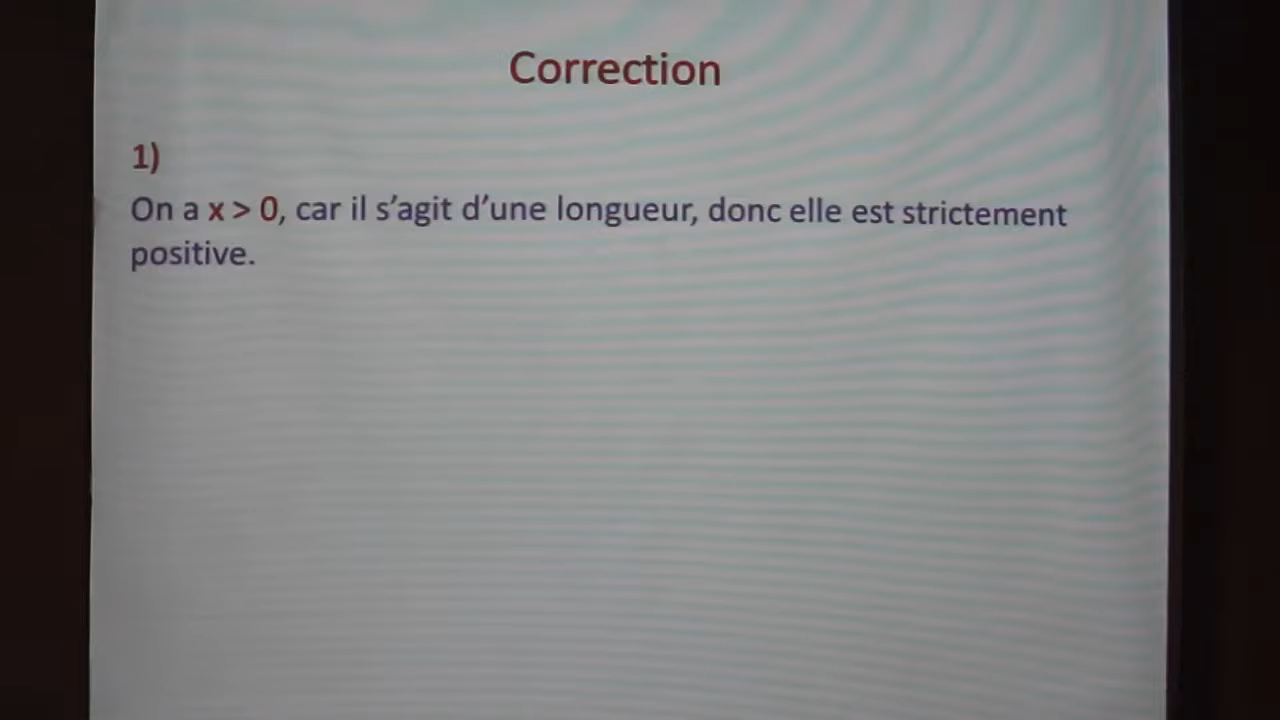 Correction
1)
On a x > 0, car il s’agit d’une longueur, donc elle est strictement
positive.